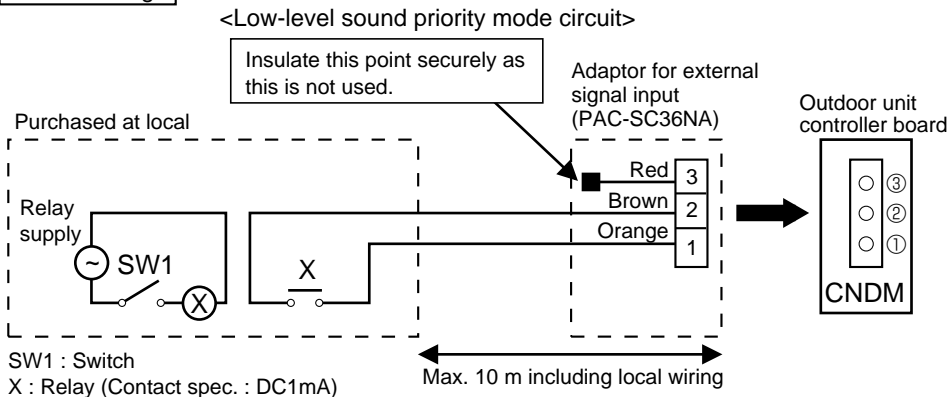 <Low-level sound priority mode circuit>
Insulate this point securely as
this is not used.
Adaptor for external
signal input
(PAC-SC36NA)
Outdoor unit
controller board
Purchased at local
Relay
supply
~
SW1
X
X
Red
3
Brown
2
Orange
1
③
②
①
CNDM
Max. 10 m including local wiring
SW1 : Switch
X : Relay (Contact spec. : DC1mA)